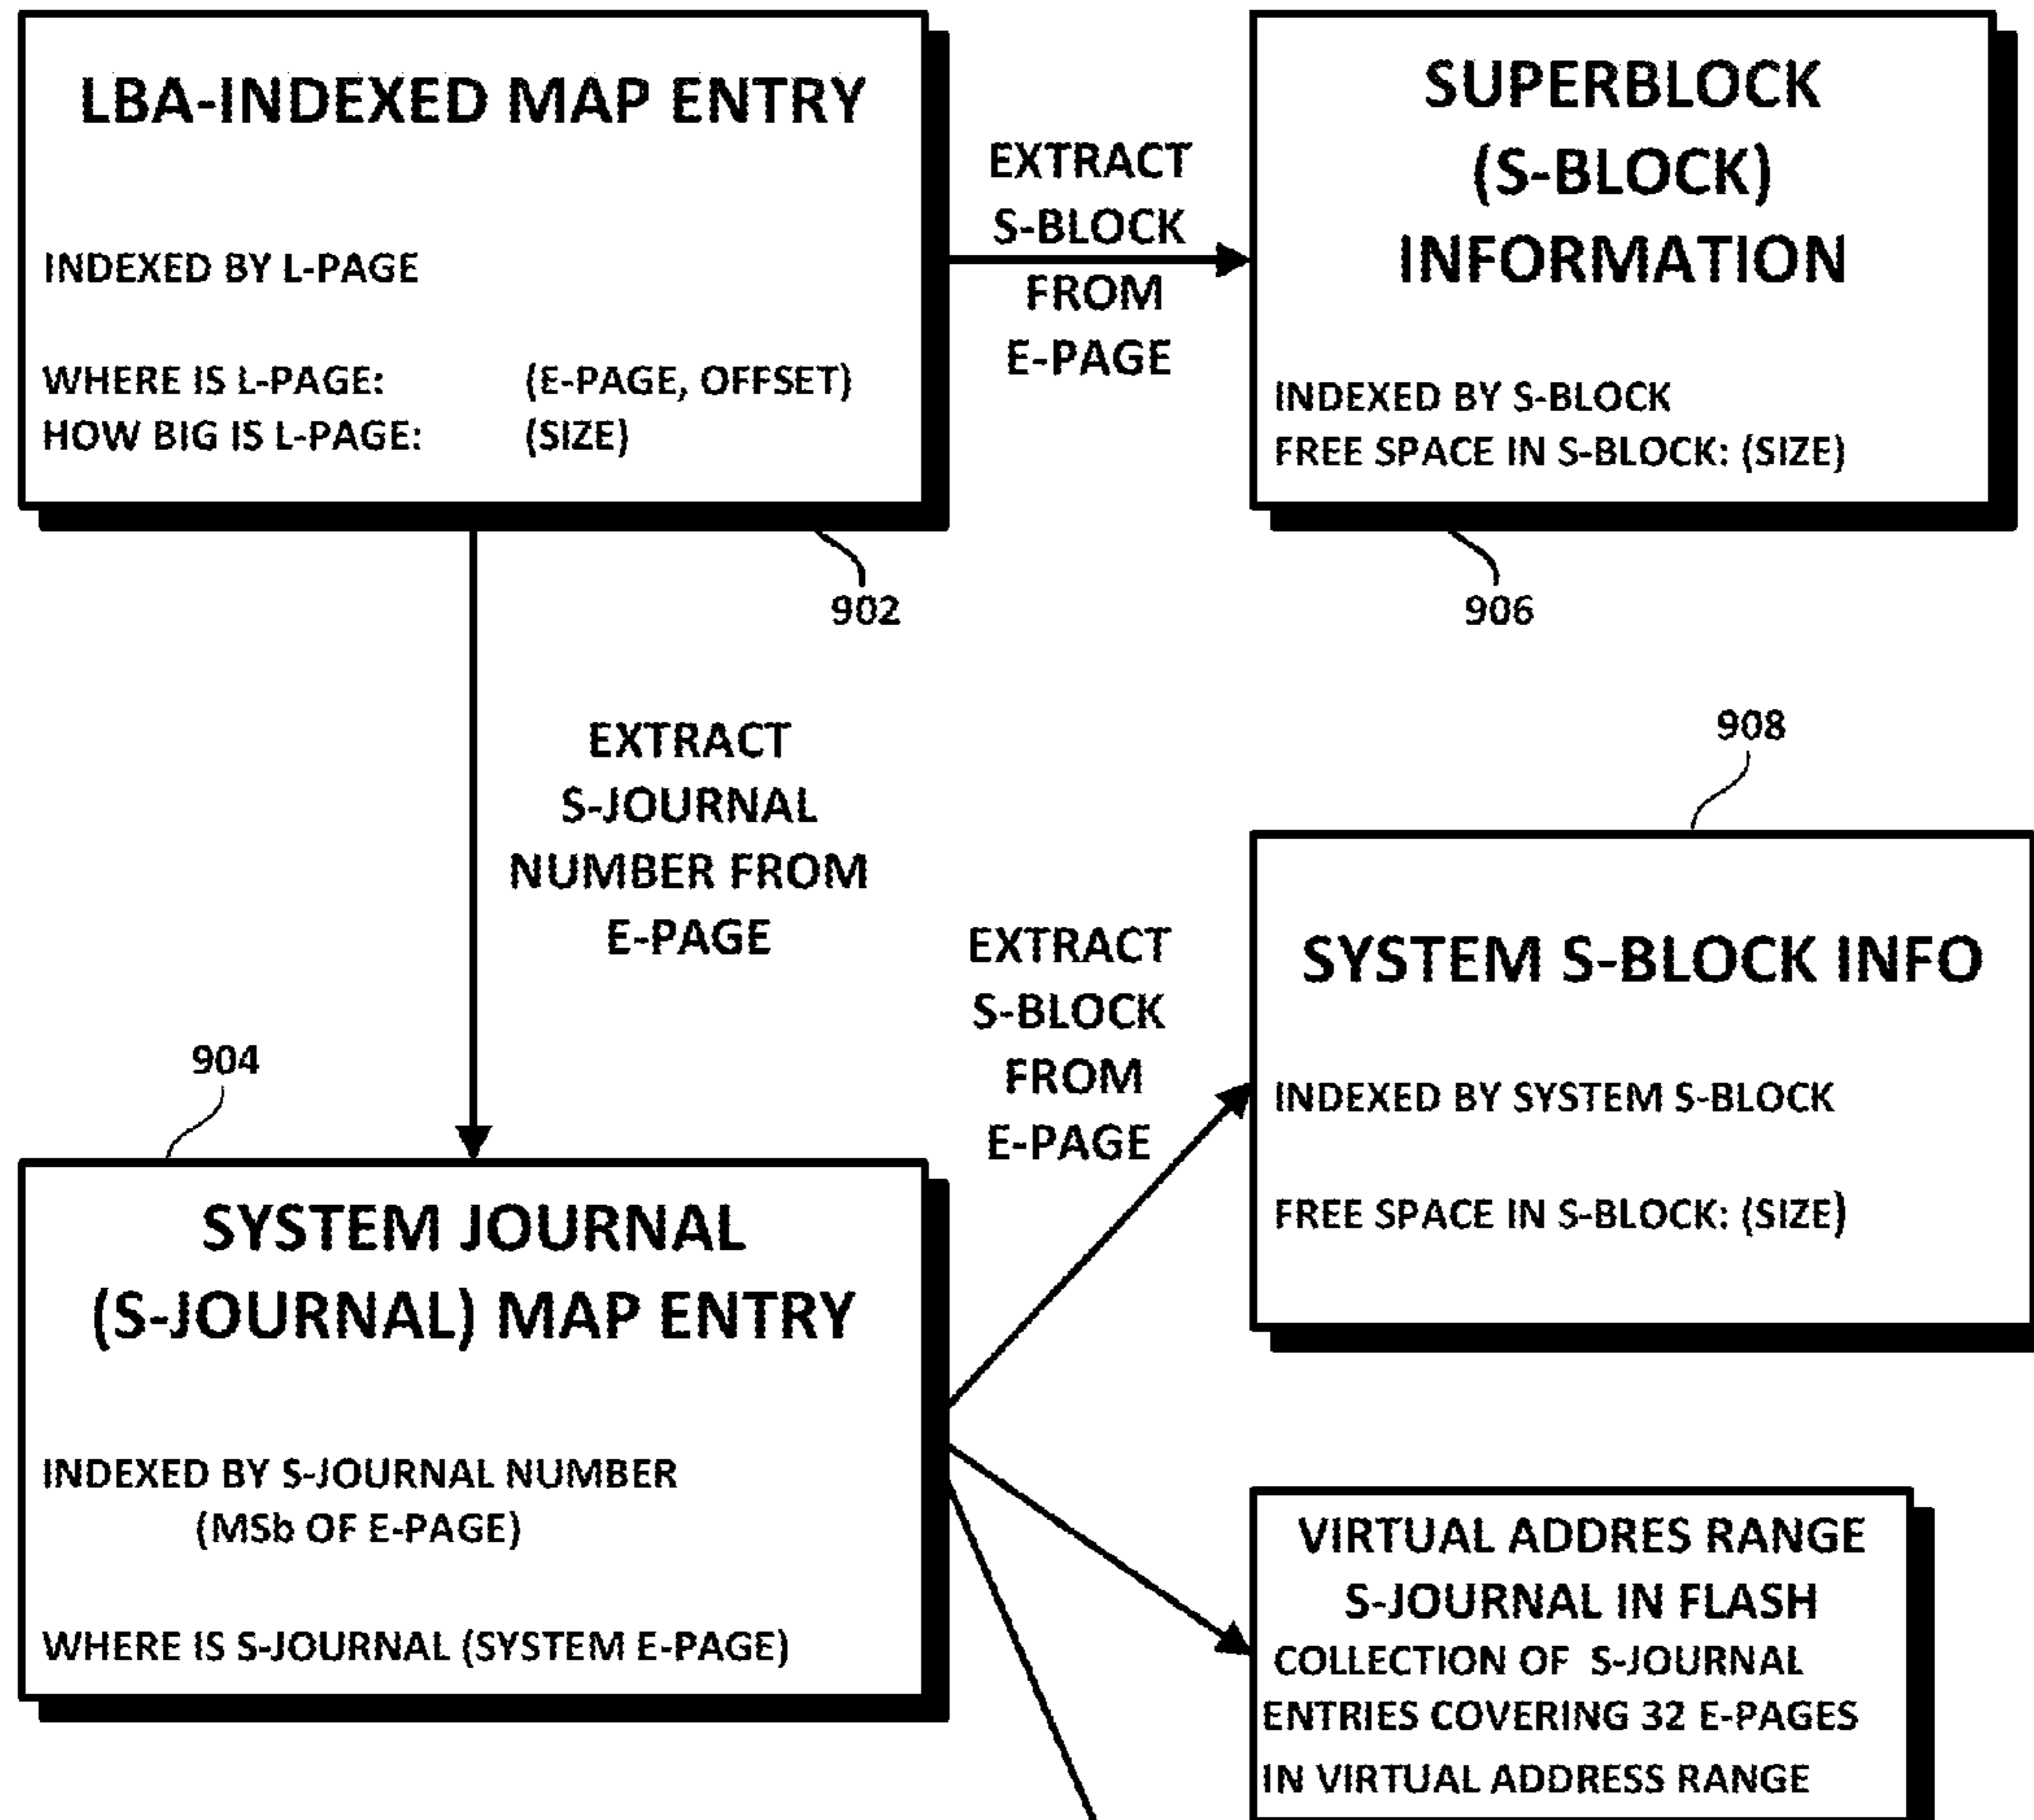 LBA-INDEXED MAP ENTRY
INDEXED BY L-PAGE
WHERE IS L-PAGE: (E-PAGE, OFFSET)
HOW BIG IS L-PAGE: (SIZE)
902
EXTRACT
S-BLOCK
FROM
E-PAGE
SUPERBLOCK
(S-BLOCK)
INFORMATION
INDEXED BY S-BLOCK
FREE SPACE IN S-BLOCK: (SIZE)
906
EXTRACT
S-JOURNAL
NUMBER FROM
E-PAGE
904
SYSTEM JOURNAL
(S-JOURNAL) MAP ENTRY
INDEXED BY S-JOURNAL NUMBER
(MSb OF E-PAGE)
WHERE IS S-JOURNAL (SYSTEM E-PAGE)
EXTRACT
S-BLOCK
FROM
E-PAGE
908
SYSTEM S-BLOCK INFO
INDEXED BY SYSTEM S-BLOCK
FREE SPACE IN S-BLOCK: (SIZE)
VIRTUAL ADDRES RANGE
S-JOURNAL IN FLASH
COLLECTION OF S-JOURNAL
ENTRIES COVERING 32 E-PAGES
IN VIRTUAL ADDRESS RANGE